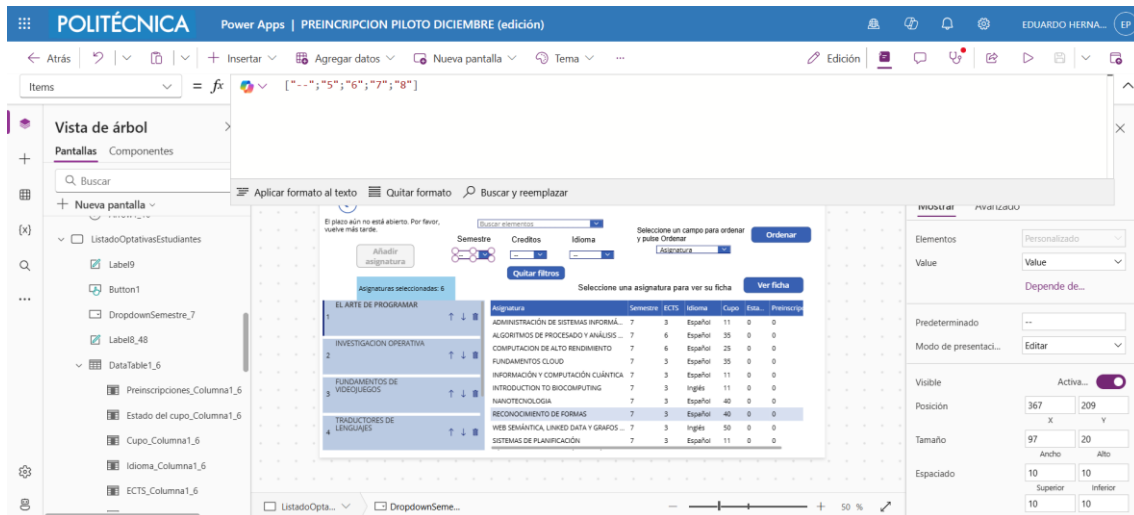 POLITÉCNICA
Power Apps | PREINCRIPCION PILOTO DICIEMBRE (edición)
EDUARDO HERNA...
EP
Atrás
Insertar
Agregar datos
Nueva pantalla
Tema
...
Edición
Items
= fx
["--";"5";"6";"7";"8"]
Aplicar formato al texto
Quitar formato
Buscar y reemplazar
Vista de árbol
Pantallas
Componentes
Buscar
Nueva pantalla
ListadoOptativasEstudiantes
Label9
Button1
DropdownSemestre_7
Label8_48
DataTable1_6
Preinscripciones_Columna1_6
Estado del cupo_Columna1_6
Cupo_Columna1_6
Idioma_Columna1_6
ECTS_Columna1_6
El plazo aún no está abierto. Por favor,
vuelve más tarde.
Buscar elementos
Semestre
Creditos
Idioma
--
--
--
Seleccione un campo para ordenar
y pulse Ordenar
Asignatura
Ordenar
Añadir
asignatura
Quitar filtros
Asignaturas seleccionadas: 6
Seleccione una asignatura para ver su ficha
Ver ficha
EL ARTE DE PROGRAMAR
1
INVESTIGACION OPERATIVA
2
FUNDAMENTOS DE
VIDEOJUEGOS
3
TRADUCTORES DE
LENGUAJES
4
Asignatura Semestre ECTS Idioma Cupo Esta... Preinscrip
ADMINISTRACIÓN DE SISTEMAS INFORMÁ... 7 3 Español 11 0 0
ALGORITMOS DE PROCESADO Y ANÁLISIS ... 7 6 Español 35 0 0
COMPUTACION DE ALTO RENDIMIENTO 7 6 Español 25 0 0
FUNDAMENTOS CLOUD 7 3 Español 35 0 0
INFORMACIÓN Y COMPUTACIÓN CUÁNTICA 7 3 Español 11 0 0
INTRODUCTION TO BIOCOMPUTING 7 3 Inglés 11 0 0
NANOTECNOLOGIA 7 3 Español 40 0 0
RECONOCIMIENTO DE FORMAS 7 3 Español 40 0 0
WEB SEMÁNTICA, LINKED DATA Y GRAFOS ... 7 3 Inglés 50 0 0
SISTEMAS DE PLANIFICACIÓN 7 3 Español 11 0 0
Mostrar
Avanzado
Elementos
Personalizado
Value
Value
Depende de...
Predeterminado
--
Modo de presentaci...
Editar
Visible
Activa...
Posición
367
209
X
Y
Tamaño
97
20
Ancho
Alto
Espaciado
10
10
Superior
Inferior
10
10
ListadoOpta...
DropdownSeme...
50 %